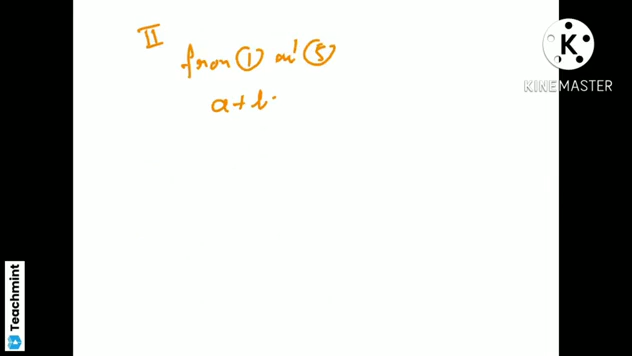 II
from ① and ⑤
a + b
K
KINEMASTER
Teachmint